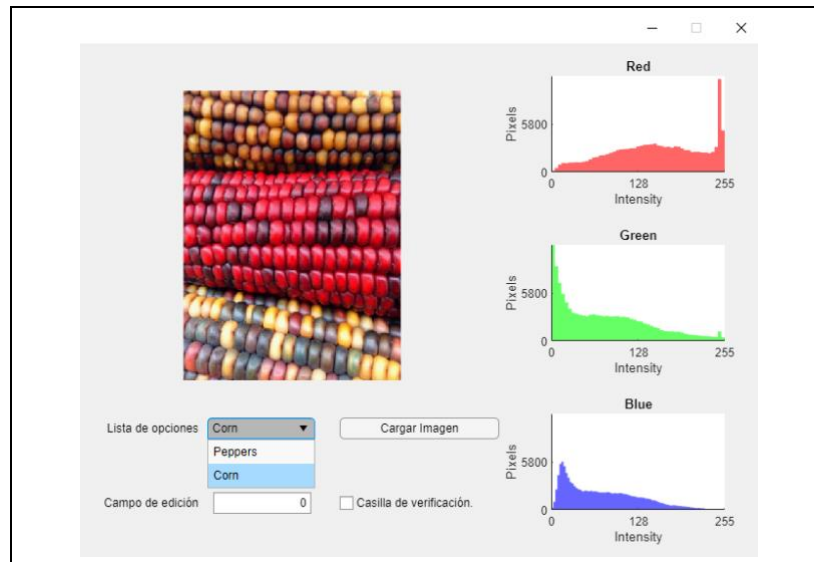 Red
Pixels
5800
0
0 128 255
Intensity
Green
Pixels
5800
0
0 128 255
Intensity
Lista de opciones Corn Cargar Imagen
Peppers
Corn
Campo de edición 0 Casilla de verificación.
Blue
Pixels
5800
0
0 128 255
Intensity